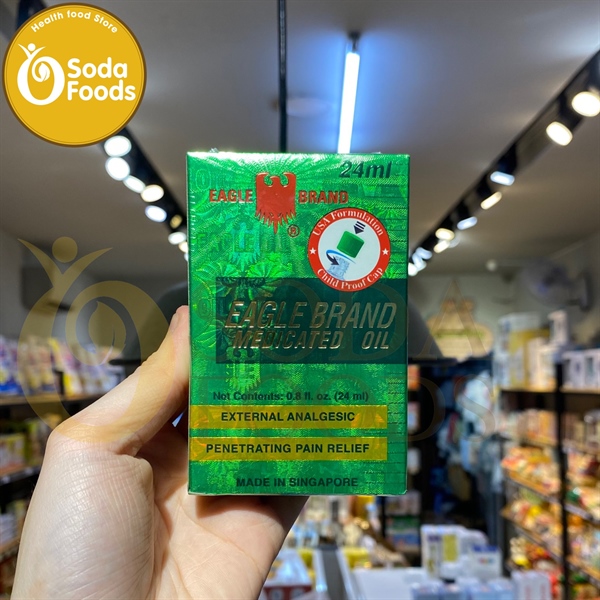 Health food Store
Soda
Foods
24ml
EAGLE BRAND
®
USA Formulation
Child Proof Cap
EAGLE BRAND
MEDICATED OIL
Net Contents: 0.8 fl. oz. (24 ml)
EXTERNAL ANALGESIC
PENETRATING PAIN RELIEF
MADE IN SINGAPORE